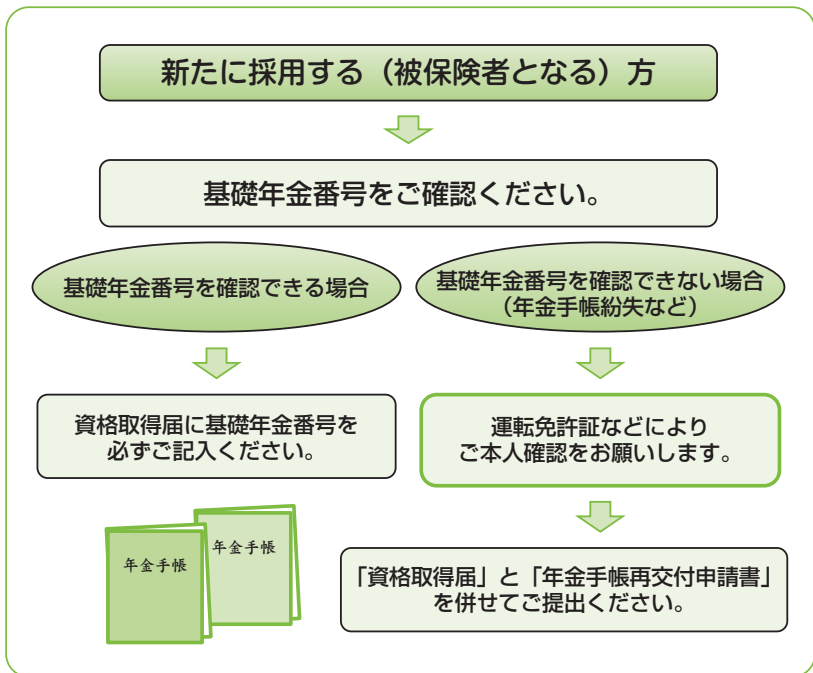 新たに採用する（被保険者となる）方
基礎年金番号をご確認ください。
基礎年金番号を確認できる場合
基礎年金番号を確認できない場合
（年金手帳紛失など）
資格取得届に基礎年金番号を
必ずご記入ください。
運転免許証などにより
ご本人確認をお願いします。
年金手帳
年金手帳
「資格取得届」と「年金手帳再交付申請書」
を併せてご提出ください。